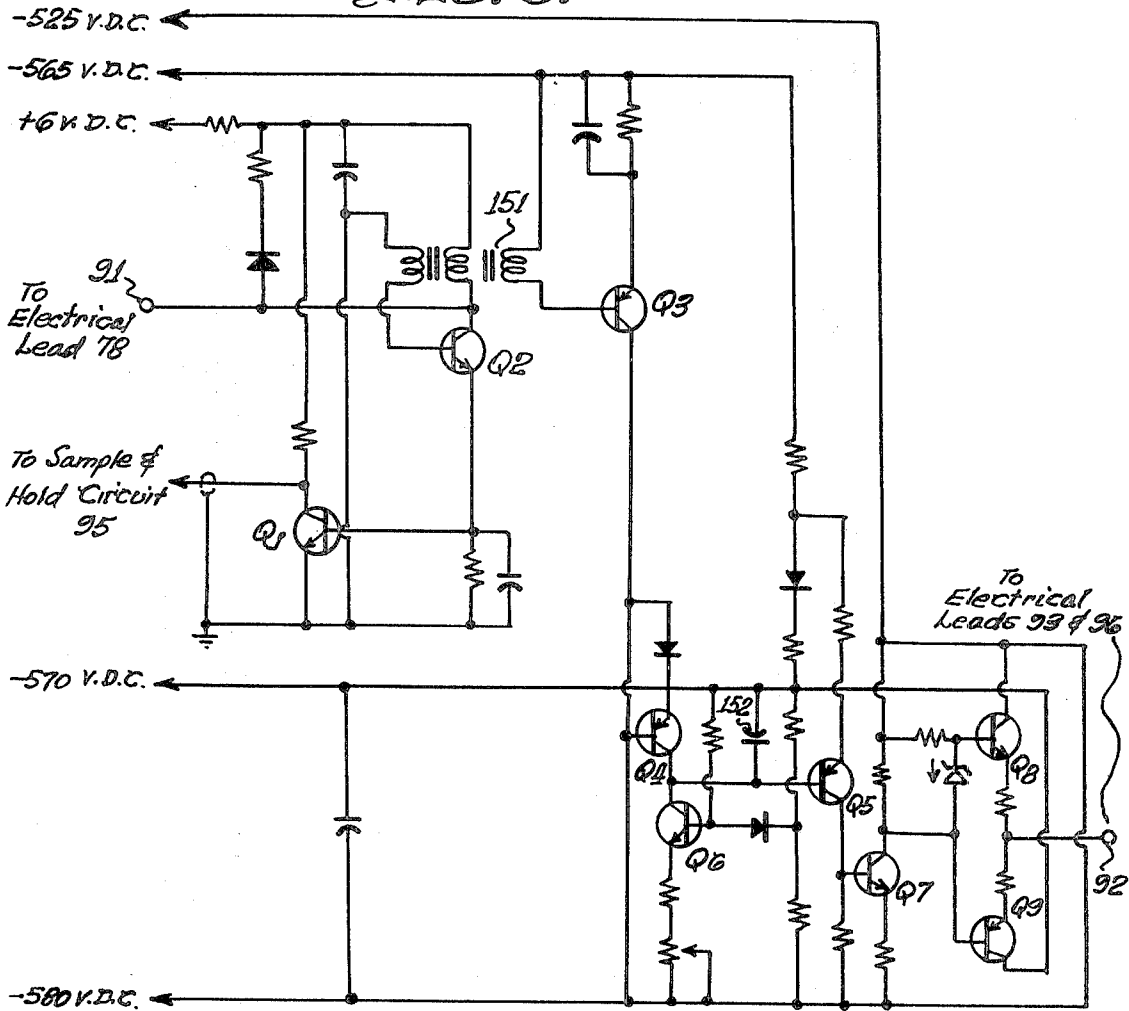 -525 V.D.C.
-565 V.D.C.
+6 V.D.C.
151
91
To
Electrical
Lead 78
Q3
Q2
To Sample &
Hold Circuit
95
Q1
To
Electrical
Leads 93 & 96
-570 V.D.C.
152
Q4
Q8
Q5
Q6
Q7
Q9
92
-580 V.D.C.